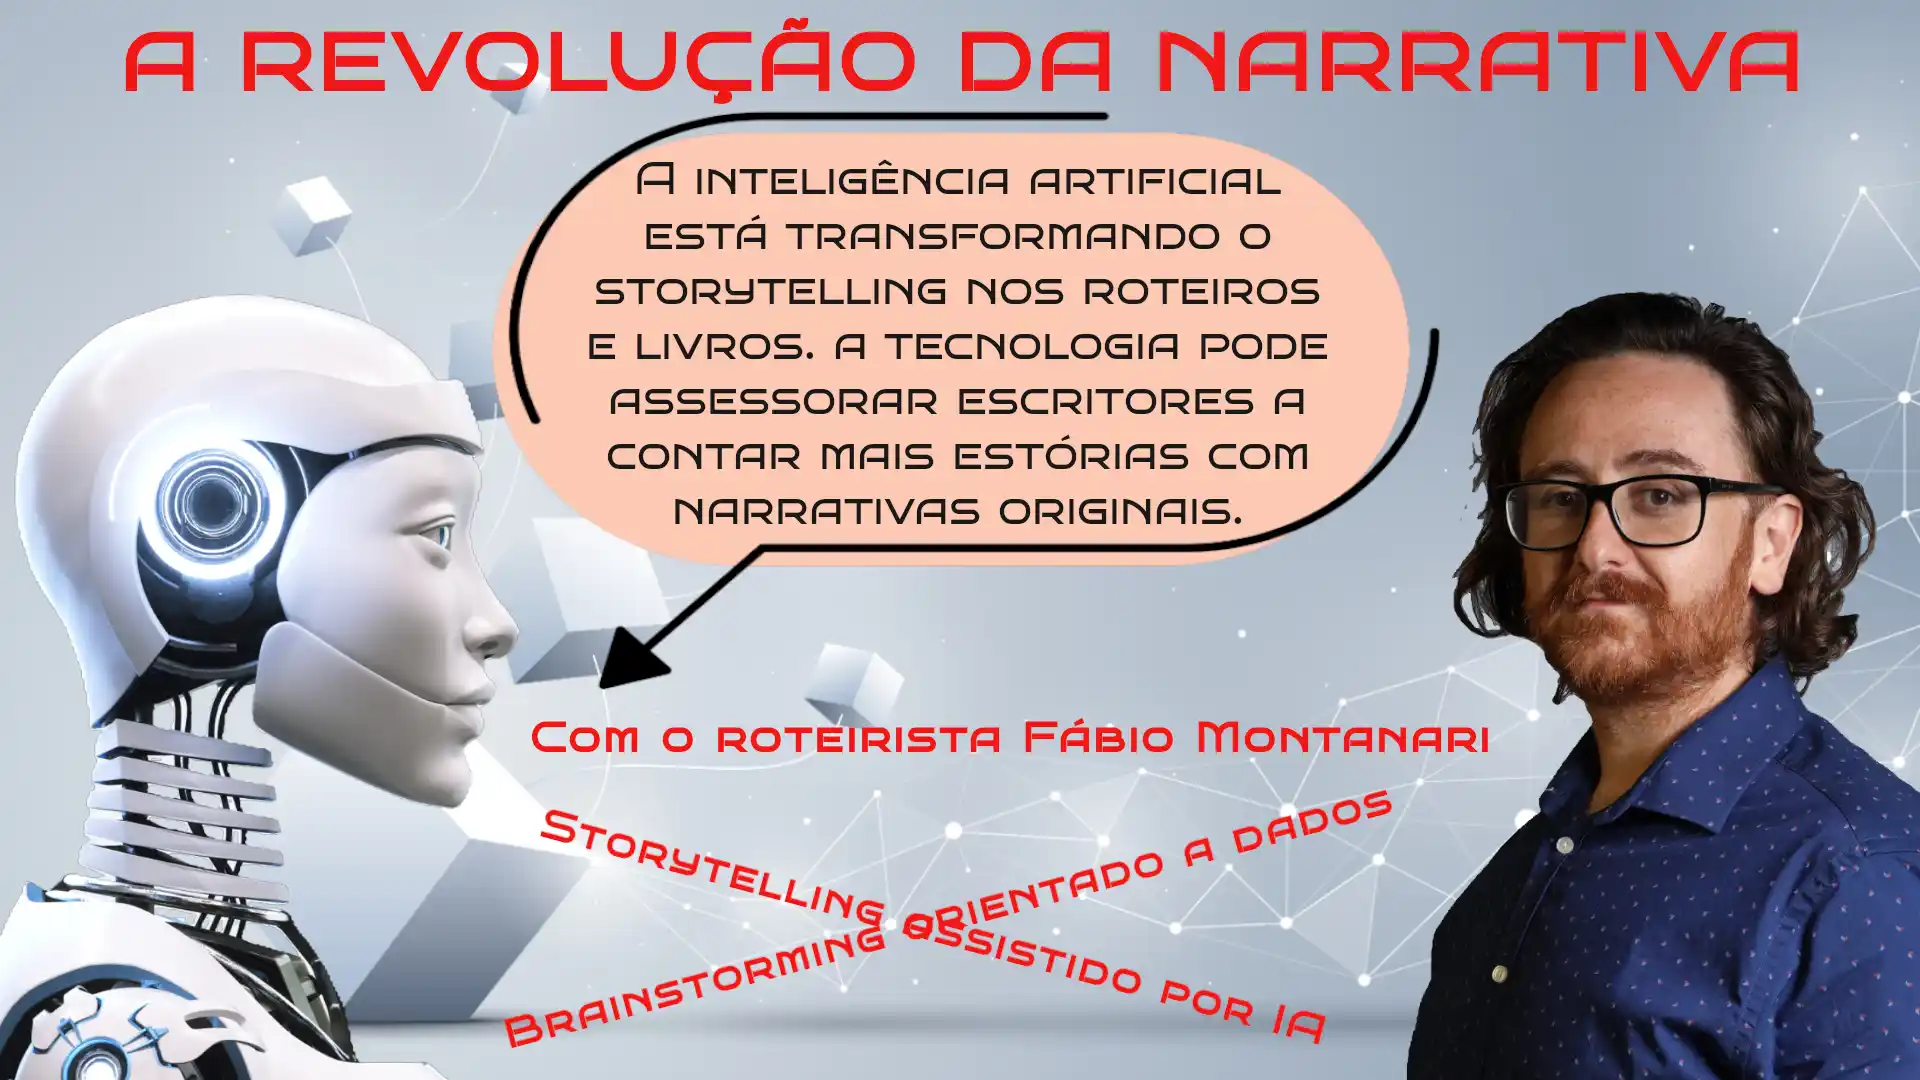 A REVOLUÇÃO DA NARRATIVA
A inteligência artificial
está transformando o
storytelling nos roteiros
e livros. a tecnologia pode
assessorar escritores a
contar mais estórias com
narrativas originais.
Com o roteirista Fábio Montanari
Storytelling assistido por IA
Brainstorming orientado a dados